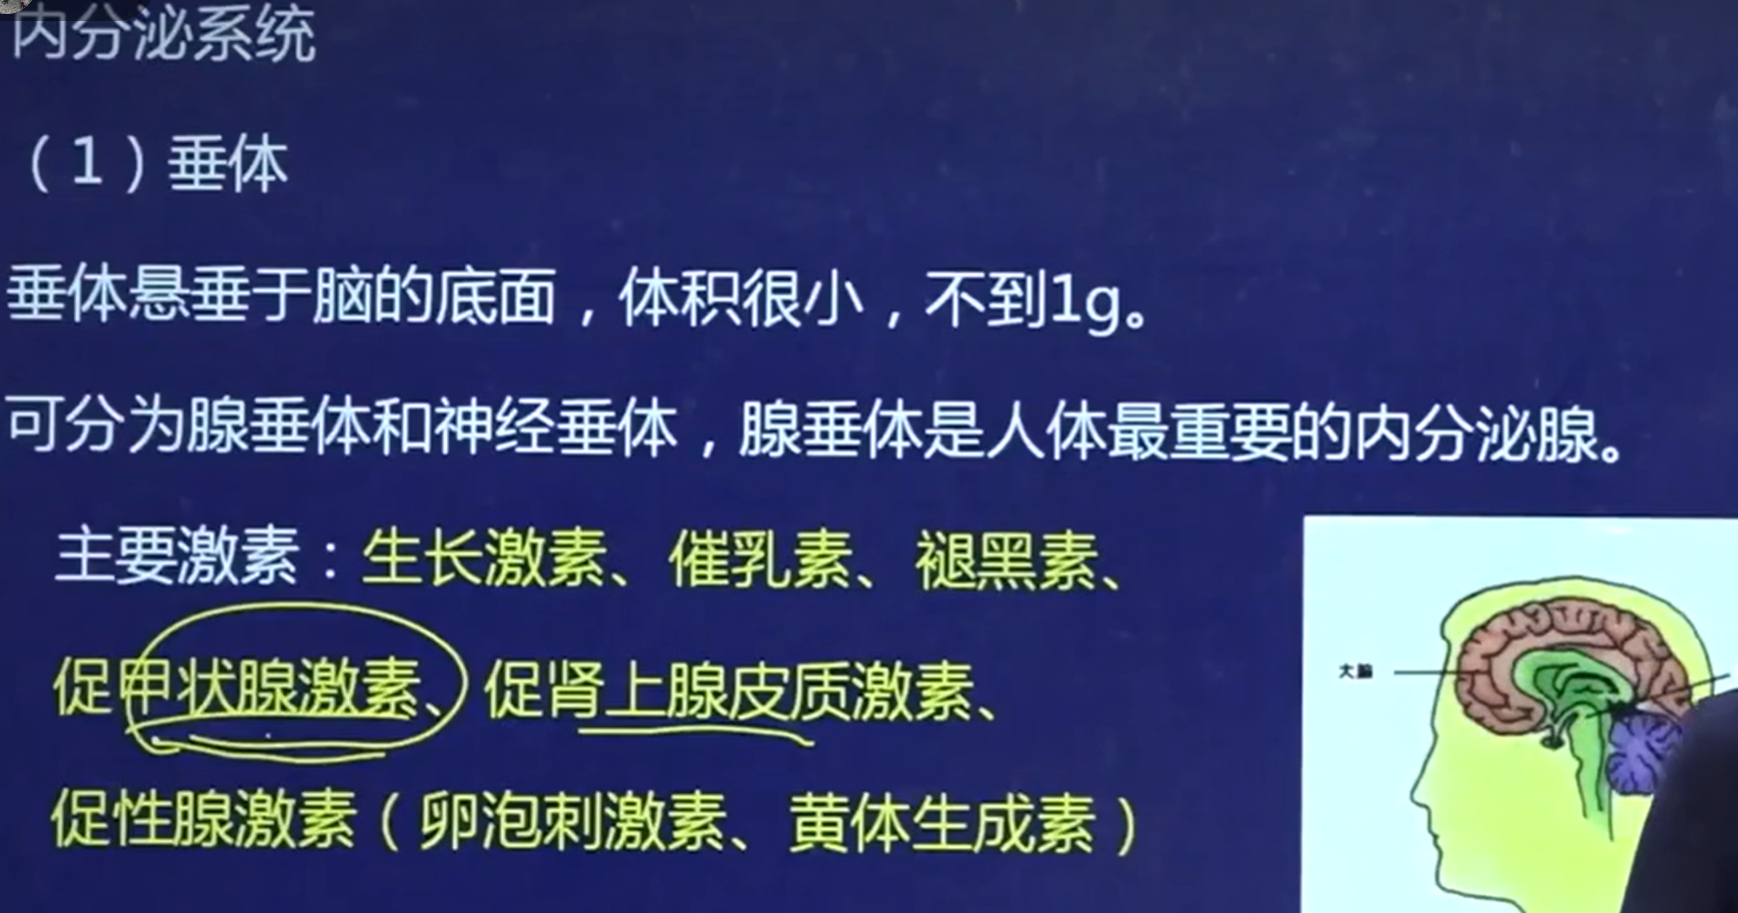 内分泌系统
（1）垂体
垂体悬垂于脑的底面，体积很小，不到1g。
可分为腺垂体和神经垂体，腺垂体是人体最重要的内分泌腺。
主要激素：生长激素、催乳素、褪黑素、
促甲状腺激素、促肾上腺皮质激素、
促性腺激素（卵泡刺激素、黄体生成素）
大脑